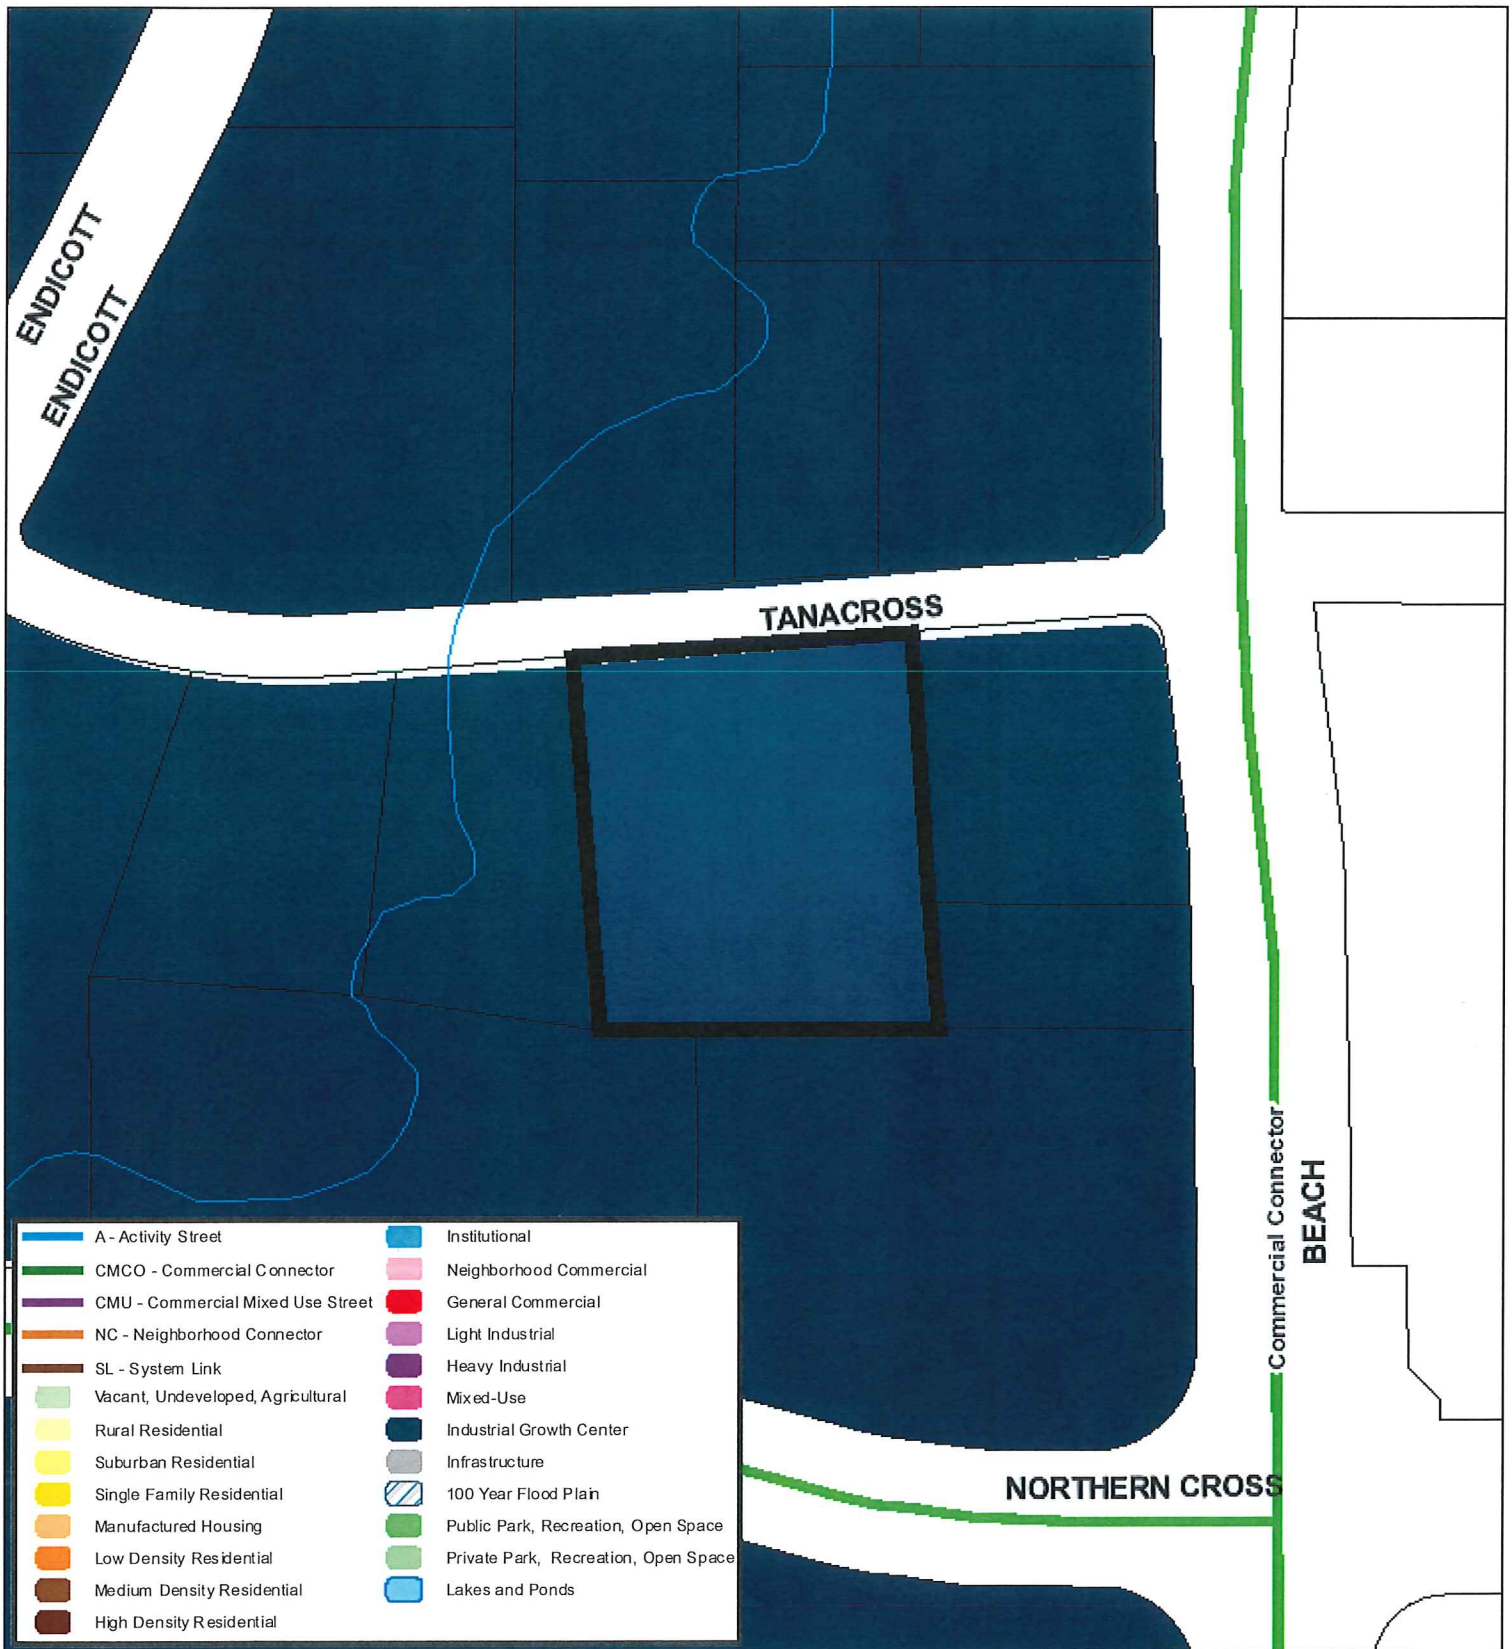 ENDICOTT
ENDICOTT
TANACROSS
Commercial Connector
BEACH
NORTHERN CROSS
A - Activity Street
CMCO - Commercial Connector
CMU - Commercial Mixed Use Street
NC - Neighborhood Connector
SL - System Link
Vacant, Undeveloped, Agricultural
Rural Residential
Suburban Residential
Single Family Residential
Manufactured Housing
Low Density Residential
Medium Density Residential
High Density Residential
Institutional
Neighborhood Commercial
General Commercial
Light Industrial
Heavy Industrial
Mixed-Use
Industrial Growth Center
Infrastructure
100 Year Flood Plain
Public Park, Recreation, Open Space
Private Park, Recreation, Open Space
Lakes and Ponds